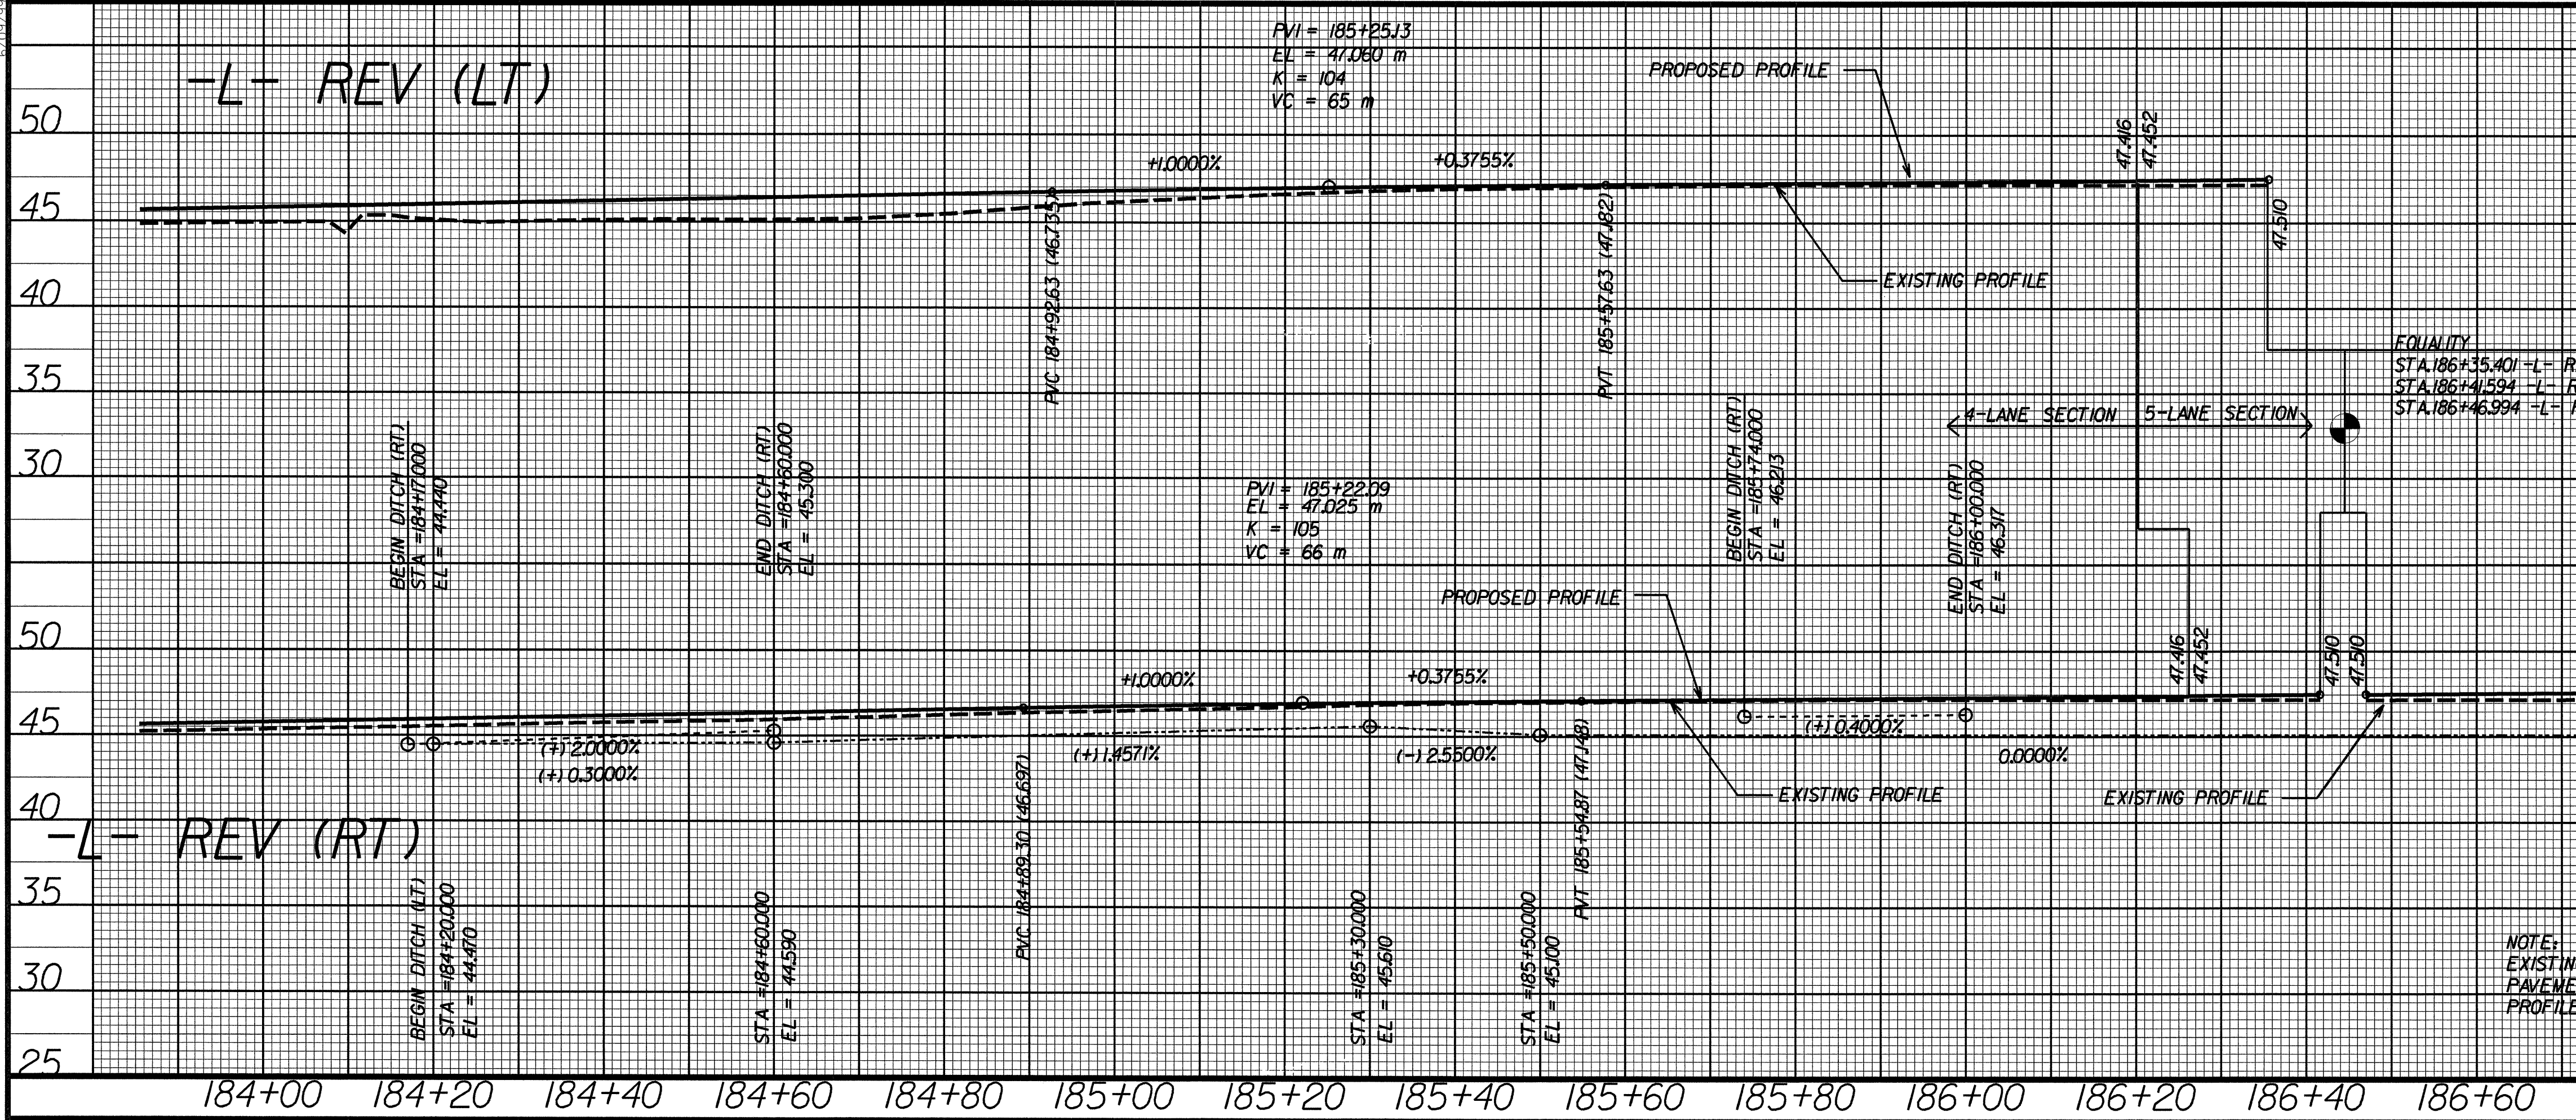 -L- REV (LT)
PVI = 185+25.13
EL = 47.060 m
K = 104
VC = 65 m
PROPOSED PROFILE
50
45
40
35
30
+1.0000%
+0.3755%
47.416
47.452
47.510
PVC 184+92.63 (46.735)
PVT 185+57.63 (47.182)
EXISTING PROFILE
EQUALITY
STA.186+35.401 -L-
STA.186+41.594 -L-
STA.186+46.994 -L-
4-LANE SECTION
5-LANE SECTION
BEGIN DITCH (RT)
STA =184+17.000
EL = 44.440
END DITCH (RT)
STA =184+60.000
EL = 45.300
PVI = 185+22.09
EL = 47.025 m
K = 105
VC = 66 m
BEGIN DITCH (RT)
STA =185+74.000
EL = 46.213
END DITCH (RT)
STA =186+00.000
EL = 46.317
PROPOSED PROFILE
50
45
40
35
30
25
+1.0000%
+0.3755%
47.416
47.452
47.510
47.510
(+) 2.0000%
(+) 0.3000%
(+) 1.4571%
(-) 2.5500%
(+) 0.4000%
0.0000%
EXISTING PROFILE
EXISTING PROFILE
-L- REV (RT)
PVC 184+89.30 (46.697)
PVT 185+54.87 (47.148)
BEGIN DITCH (LT)
STA =184+20.000
EL = 44.470
STA =184+60.000
EL = 44.590
STA =185+30.000
EL = 45.610
STA =185+50.000
EL = 45.100
NOTE:
EXISTIN
PAVEME
PROFILE
184+00 184+20 184+40 184+60 184+80 185+00 185+20 185+40 185+60 185+80 186+00 186+20 186+40 186+60